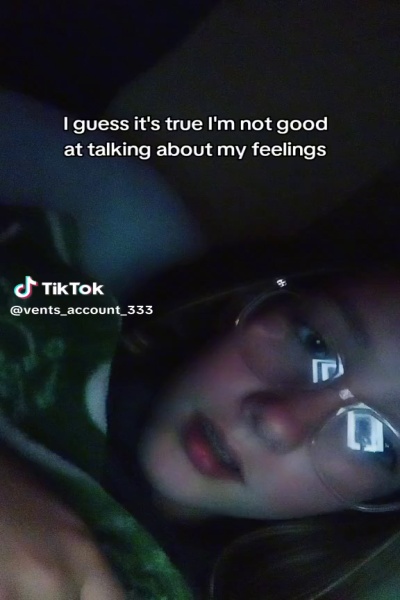 I guess it's true I'm not good
at talking about my feelings
TikTok
@vents_account_333